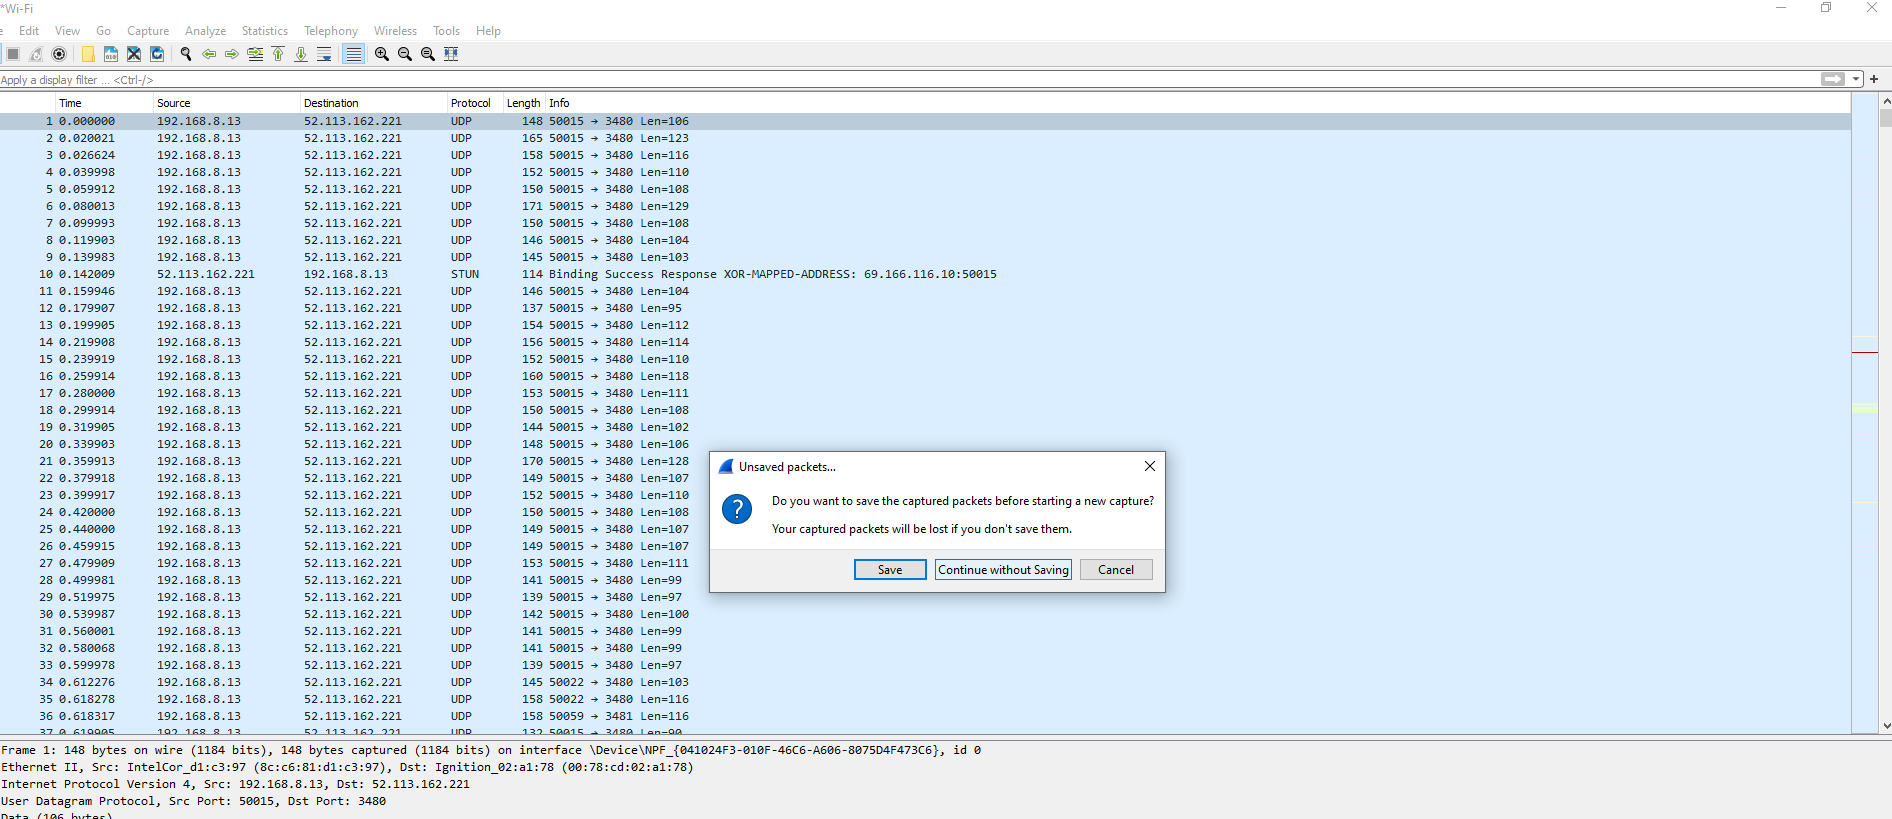 *Wi-Fi
Edit View Go Capture Analyze Statistics Telephony Wireless Tools Help
Apply a display filter ... <Ctrl-/>
Time Source Destination Protocol Length Info
1 0.000000 192.168.8.13 52.113.162.221 UDP 148 50015 → 3480 Len=106
2 0.020021 192.168.8.13 52.113.162.221 UDP 165 50015 → 3480 Len=123
3 0.026624 192.168.8.13 52.113.162.221 UDP 158 50015 → 3480 Len=116
4 0.039998 192.168.8.13 52.113.162.221 UDP 152 50015 → 3480 Len=110
5 0.059912 192.168.8.13 52.113.162.221 UDP 150 50015 → 3480 Len=108
6 0.080013 192.168.8.13 52.113.162.221 UDP 171 50015 → 3480 Len=129
7 0.099993 192.168.8.13 52.113.162.221 UDP 150 50015 → 3480 Len=108
8 0.119903 192.168.8.13 52.113.162.221 UDP 146 50015 → 3480 Len=104
9 0.139983 192.168.8.13 52.113.162.221 UDP 145 50015 → 3480 Len=103
10 0.142009 52.113.162.221 192.168.8.13 STUN 114 Binding Success Response XOR-MAPPED-ADDRESS: 69.166.116.10:50015
11 0.159946 192.168.8.13 52.113.162.221 UDP 146 50015 → 3480 Len=104
12 0.179907 192.168.8.13 52.113.162.221 UDP 137 50015 → 3480 Len=95
13 0.199905 192.168.8.13 52.113.162.221 UDP 154 50015 → 3480 Len=112
14 0.219908 192.168.8.13 52.113.162.221 UDP 156 50015 → 3480 Len=114
15 0.239919 192.168.8.13 52.113.162.221 UDP 152 50015 → 3480 Len=110
16 0.259914 192.168.8.13 52.113.162.221 UDP 160 50015 → 3480 Len=118
17 0.280000 192.168.8.13 52.113.162.221 UDP 153 50015 → 3480 Len=111
18 0.299914 192.168.8.13 52.113.162.221 UDP 150 50015 → 3480 Len=108
19 0.319905 192.168.8.13 52.113.162.221 UDP 144 50015 → 3480 Len=102
20 0.339903 192.168.8.13 52.113.162.221 UDP 148 50015 → 3480 Len=106
21 0.359913 192.168.8.13 52.113.162.221 UDP 170 50015 → 3480 Len=128
22 0.379918 192.168.8.13 52.113.162.221 UDP 149 50015 → 3480 Len=107
23 0.399917 192.168.8.13 52.113.162.221 UDP 152 50015 → 3480 Len=110
24 0.420000 192.168.8.13 52.113.162.221 UDP 150 50015 → 3480 Len=108
25 0.440000 192.168.8.13 52.113.162.221 UDP 149 50015 → 3480 Len=107
26 0.459915 192.168.8.13 52.113.162.221 UDP 149 50015 → 3480 Len=107
27 0.479909 192.168.8.13 52.113.162.221 UDP 153 50015 → 3480 Len=111
28 0.499981 192.168.8.13 52.113.162.221 UDP 141 50015 → 3480 Len=99
29 0.519975 192.168.8.13 52.113.162.221 UDP 139 50015 → 3480 Len=97
30 0.539987 192.168.8.13 52.113.162.221 UDP 142 50015 → 3480 Len=100
31 0.560001 192.168.8.13 52.113.162.221 UDP 141 50015 → 3480 Len=99
32 0.580068 192.168.8.13 52.113.162.221 UDP 141 50015 → 3480 Len=99
33 0.599978 192.168.8.13 52.113.162.221 UDP 139 50015 → 3480 Len=97
34 0.612276 192.168.8.13 52.113.162.221 UDP 145 50022 → 3480 Len=103
35 0.618278 192.168.8.13 52.113.162.221 UDP 158 50022 → 3480 Len=116
36 0.618317 192.168.8.13 52.113.162.221 UDP 158 50059 → 3481 Len=116
37 0.619905 192.168.8.13 52.113.162.221 UDP 132 50015 → 3480 Len=90
Unsaved packets...
Do you want to save the captured packets before starting a new capture?
Your captured packets will be lost if you don't save them.
Save Continue without Saving Cancel
Frame 1: 148 bytes on wire (1184 bits), 148 bytes captured (1184 bits) on interface \Device\NPF_{041024F3-010F-46C6-A606-8075D4F473C6}, id 0
Ethernet II, Src: IntelCor_d1:c3:97 (8c:c6:81:d1:c3:97), Dst: Ignition_02:a1:78 (00:78:cd:02:a1:78)
Internet Protocol Version 4, Src: 192.168.8.13, Dst: 52.113.162.221
User Datagram Protocol, Src Port: 50015, Dst Port: 3480
Data (106 bytes)